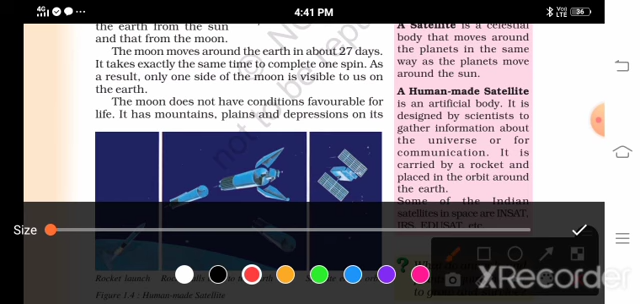 4G
4:41 PM
Voo
LTE
36
the earth from the sun
and that from the moon.
The moon moves around the earth in about 27 days.
It takes exactly the same time to complete one spin. As
a result, only one side of the moon is visible to us on
the earth.
The moon does not have conditions favourable for
life. It has mountains, plains and depressions on its
not to be
Rocket launch
Figure 1.4 : Human-made Satellite
A Satellite is a celestial
body that moves around
the planets in the same
way as the planets move
around the sun.
A Human-made Satellite
is an artificial body. It is
designed by scientists to
gather information about
the universe or for
communication. It is
carried by a rocket and
placed in the orbit around
the earth.
Some of the Indian
satellites in space are INSAT,
IRS, EDUSAT, etc.
Size
XRecorder